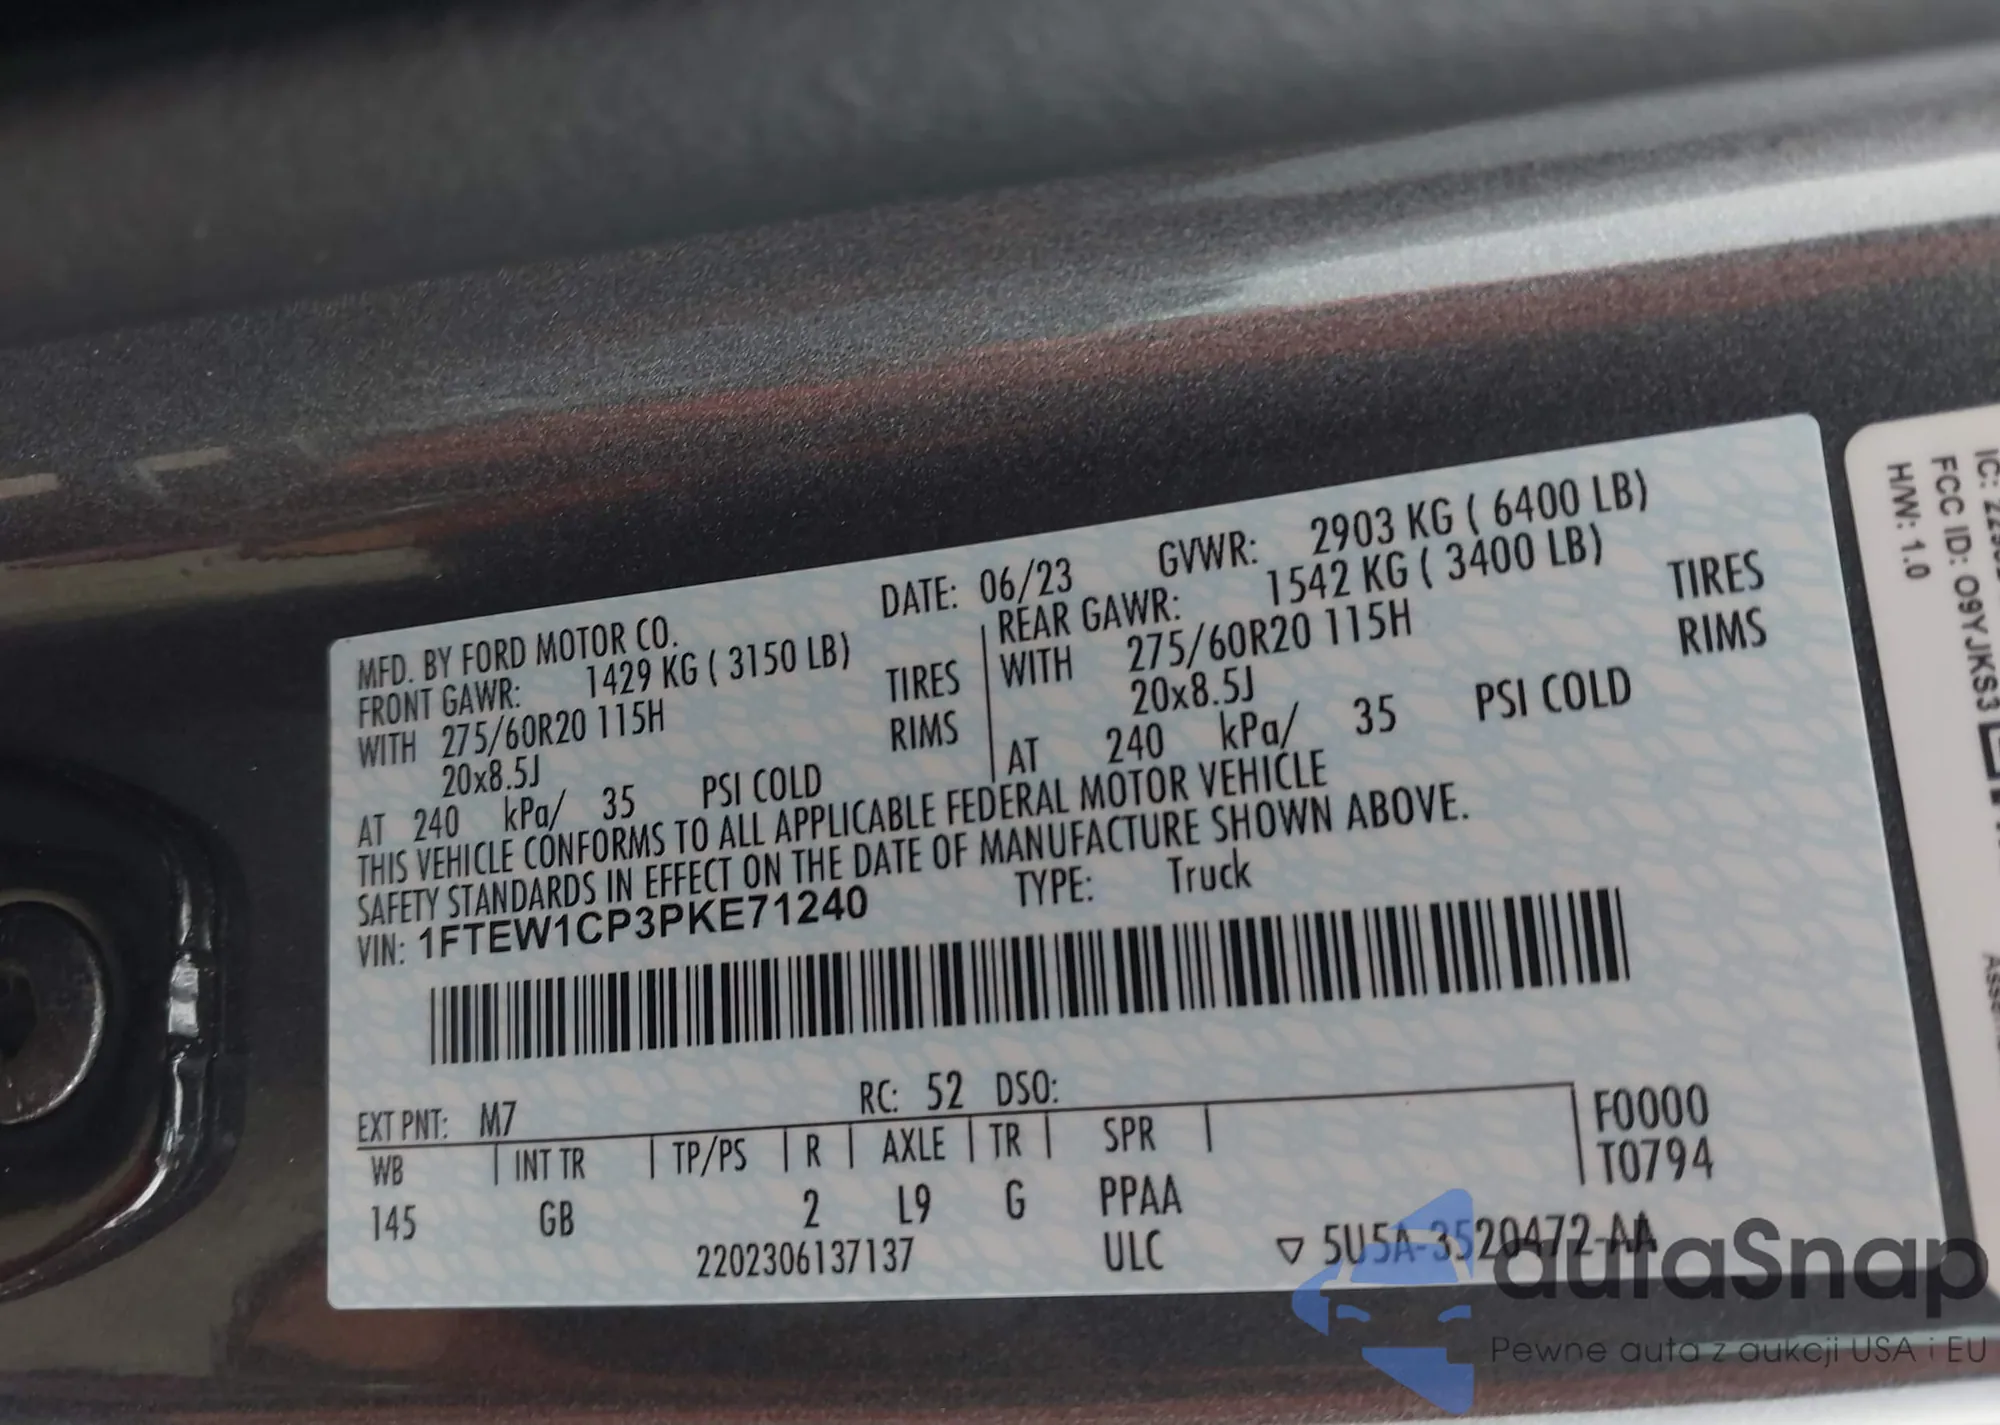 MFD. BY FORD MOTOR CO. DATE: 06/23 GVWR: 2903 KG ( 6400 LB)
FRONT GAWR: 1429 KG ( 3150 LB) REAR GAWR: 1542 KG ( 3400 LB)
WITH 275/60R20 115H TIRES WITH 275/60R20 115H TIRES
20x8.5J RIMS 20x8.5J RIMS
AT 240 kPa/ 35 PSI COLD AT 240 kPa/ 35 PSI COLD
THIS VEHICLE CONFORMS TO ALL APPLICABLE FEDERAL MOTOR VEHICLE
SAFETY STANDARDS IN EFFECT ON THE DATE OF MANUFACTURE SHOWN ABOVE.
VIN: 1FTEW1CP3PKE71240 TYPE: Truck
EXT PNT: M7 RC: 52 DSO:
WB | INT TR | TP/PS | R | AXLE | TR | SPR | F0000
T0794
145 GB 2 L9 G PPAA
2202306137137 ULC ▽ 5U5A-3520472-AA
FCC ID: O9YJKS3
H/W: 1.0
autaSnap
Pewne auta z aukcji USA i EU